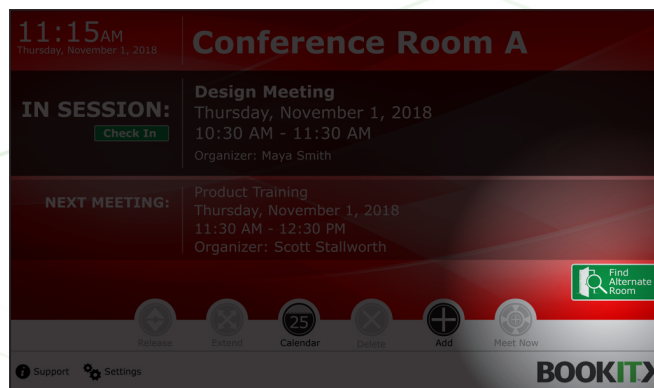 11:15AM
Thursday, November 1, 2018
Conference Room A
IN SESSION:
Check In
Design Meeting
Thursday, November 1, 2018
10:30 AM - 11:30 AM
Organizer: Maya Smith
NEXT MEETING:
Product Training
Thursday, November 1, 2018
11:30 AM - 12:30 PM
Organizer: Scott Stallworth
Find
Alternate
Room
Release
Extend
25
Calendar
Delete
Add
Meet Now
Support
Settings
BOOKIT